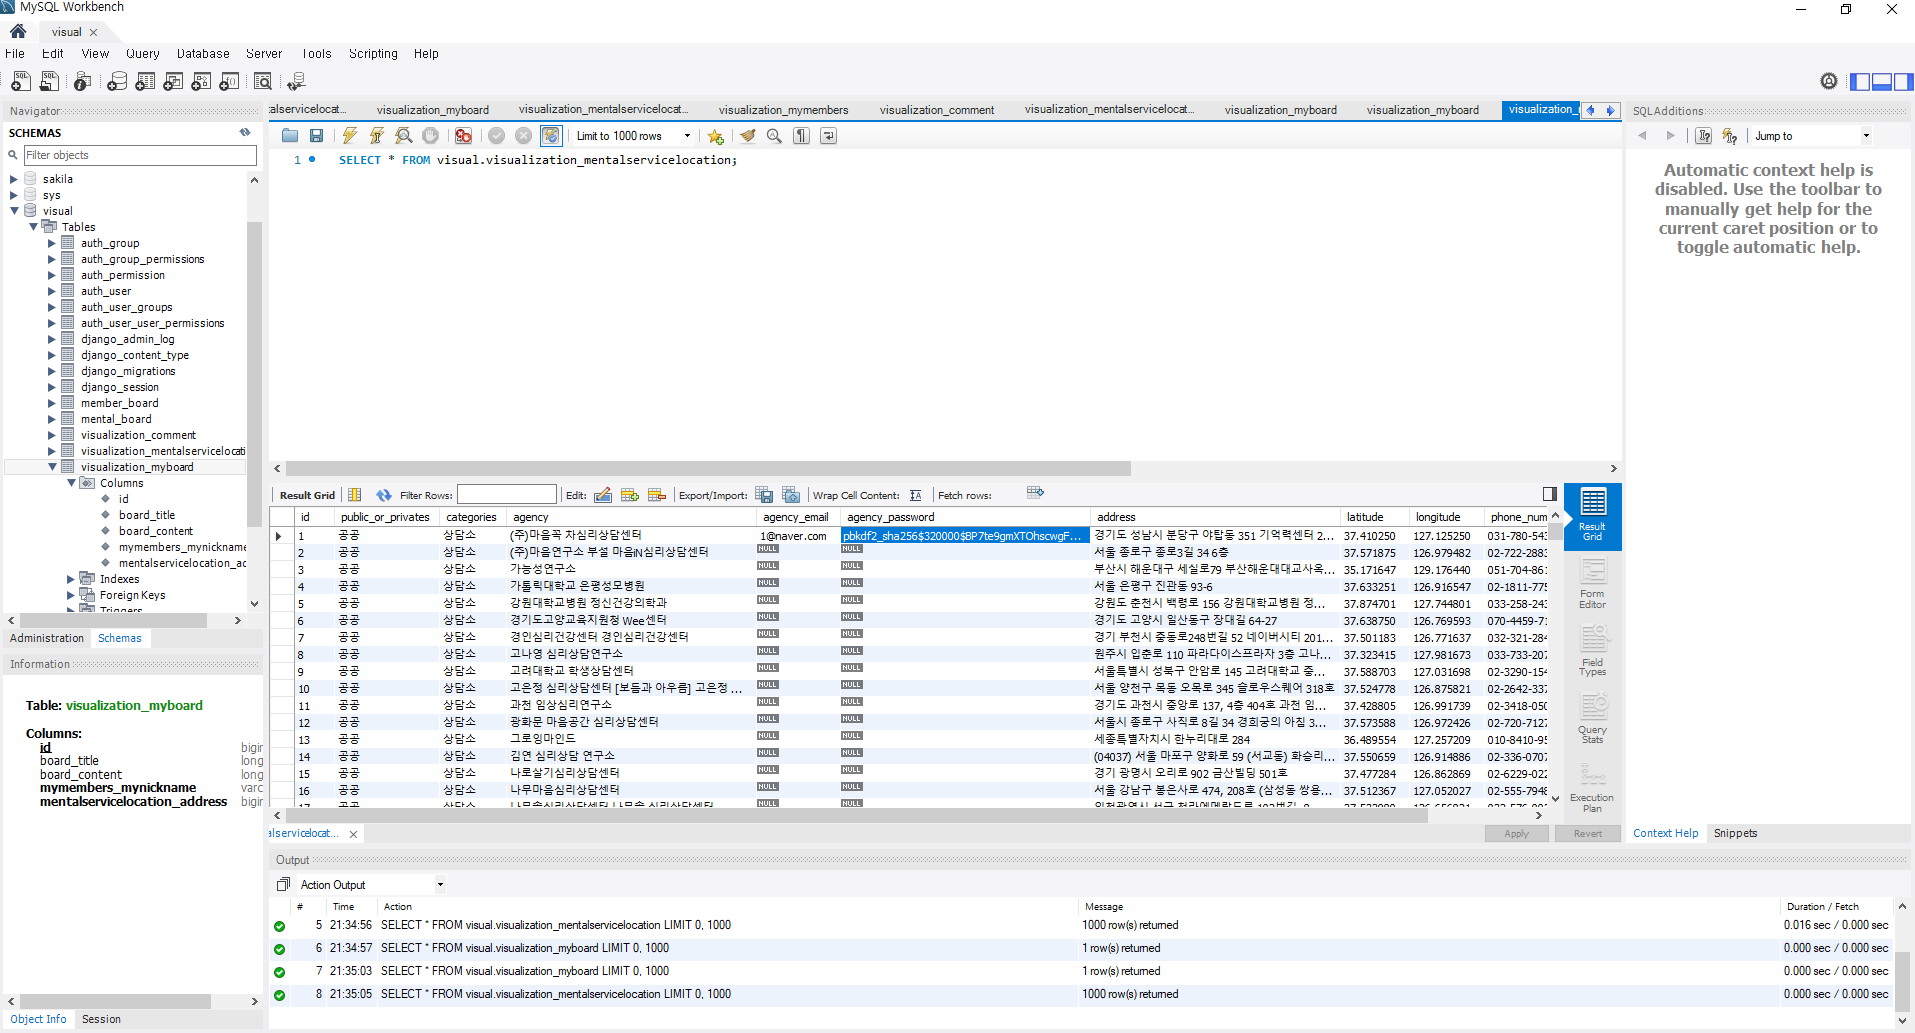 MySQL Workbench
visual
File Edit View Query Database Server Tools Scripting Help
Navigator
SCHEMAS
Filter objects
sakila
sys
visual
Tables
auth_group
auth_group_permissions
auth_permission
auth_user
auth_user_groups
auth_user_user_permissions
django_admin_log
django_content_type
django_migrations
django_session
member_board
mental_board
visualization_comment
visualization_mentalservicelocati
visualization_myboard
Columns
id
board_title
board_content
mymembers_mynickname
mentalservicelocation_ac
Indexes
Foreign Keys
Triggers
Administration Schemas
Information
Table: visualization_myboard
Columns:
id bigir
board_title long
board_content long
mymembers_mynickname varc
mentalservicelocation_address bigir
Object Info Session
talservicelocat... visualization_myboard visualization_mentalservicelocat... visualization_mymembers visualization_comment visualization_mentalservicelocat... visualization_myboard visualization_myboard visualization_
Limit to 1000 rows
1 SELECT * FROM visual.visualization_mentalservicelocation;
Result Grid Filter Rows: Edit: Export/Import: Wrap Cell Content: Fetch rows:
id public_or_privates categories agency agency_email agency_password address latitude longitude phone_num
1 공공 상담소 (주)마음꼭 차심리상담센터 1@naver.com pbkdf2_sha256$320000$BP7te9gmXTOhscwgF... 경기도 성남시 분당구 야탑동 351 기억력센터 2... 37.410250 127.125250 031-780-543
2 공공 상담소 (주)마음연구소 부설 마음iN심리상담센터 NULL NULL 서울 종로구 종로3길 34 6층 37.571875 126.979482 02-722-2883
3 공공 상담소 가능성연구소 NULL NULL 부산시 해운대구 세실로79 부산해운대대교사옥... 35.171647 129.176440 051-704-861
4 공공 상담소 가톨릭대학교 은평성모병원 NULL NULL 서울 은평구 진관동 93-6 37.633251 126.916547 02-1811-775
5 공공 상담소 강원대학교병원 정신건강의학과 NULL NULL 강원도 춘천시 백령로 156 강원대학교병원 정... 37.874701 127.744801 033-258-243
6 공공 상담소 경기도고양교육지원청 Wee센터 NULL NULL 경기도 고양시 일산동구 장대길 64-27 37.638750 126.769593 070-4459-71
7 공공 상담소 경인심리건강센터 경인심리건강센터 NULL NULL 경기 부천시 중동로248번길 52 네이버시티 201... 37.501183 126.771637 032-321-284
8 공공 상담소 고나영 심리상담연구소 NULL NULL 원주시 입춘로 110 파라다이스프라자 3층 고나... 37.323415 127.981673 033-733-207
9 공공 상담소 고려대학교 학생상담센터 NULL NULL 서울특별시 성북구 안암로 145 고려대학교 중... 37.588703 127.031698 02-3290-154
10 공공 상담소 고은정 심리상담센터 [보듬과 아우름] 고은정 ... NULL NULL 서울 양천구 목동 오목로 345 슬로우스퀘어 318호 37.524778 126.875821 02-2642-337
11 공공 상담소 과천 임상심리연구소 NULL NULL 경기도 과천시 중앙로 137, 4층 404호 과천 임... 37.428805 126.991739 02-3418-050
12 공공 상담소 광화문 마음공간 심리상담센터 NULL NULL 서울시 종로구 사직로 8길 34 경희궁의 아침 3... 37.573588 126.972426 02-720-7127
13 공공 상담소 그로잉마인드 NULL NULL 세종특별자치시 한누리대로 284 36.489554 127.257209 010-8410-95
14 공공 상담소 김연 심리상담 연구소 NULL NULL (04037) 서울 마포구 양화로 59 (서교동) 화승리... 37.550659 126.914886 02-336-0707
15 공공 상담소 나로살기심리상담센터 NULL NULL 경기 광명시 오리로 902 금산빌딩 501호 37.477284 126.862869 02-6229-022
16 공공 상담소 나무마음심리상담센터 NULL NULL 서울 강남구 봉은사로 474, 208호 (삼성동 쌍용... 37.512367 127.052027 02-555-7948
Result Grid
Form Editor
Field Types
Query Stats
Execution Plan
alservicelocat...
Apply Revert
Output
Action Output
# Time Action Message Duration / Fetch
5 21:34:56 SELECT * FROM visual.visualization_mentalservicelocation LIMIT 0, 1000 1000 row(s) returned 0.016 sec / 0.000 sec
6 21:34:57 SELECT * FROM visual.visualization_myboard LIMIT 0, 1000 1 row(s) returned 0.000 sec / 0.000 sec
7 21:35:03 SELECT * FROM visual.visualization_myboard LIMIT 0, 1000 1 row(s) returned 0.000 sec / 0.000 sec
8 21:35:05 SELECT * FROM visual.visualization_mentalservicelocation LIMIT 0, 1000 1000 row(s) returned 0.000 sec / 0.000 sec
SQLAdditions
Jump to
Automatic context help is
disabled. Use the toolbar to
manually get help for the
current caret position or to
toggle automatic help.
Context Help Snippets